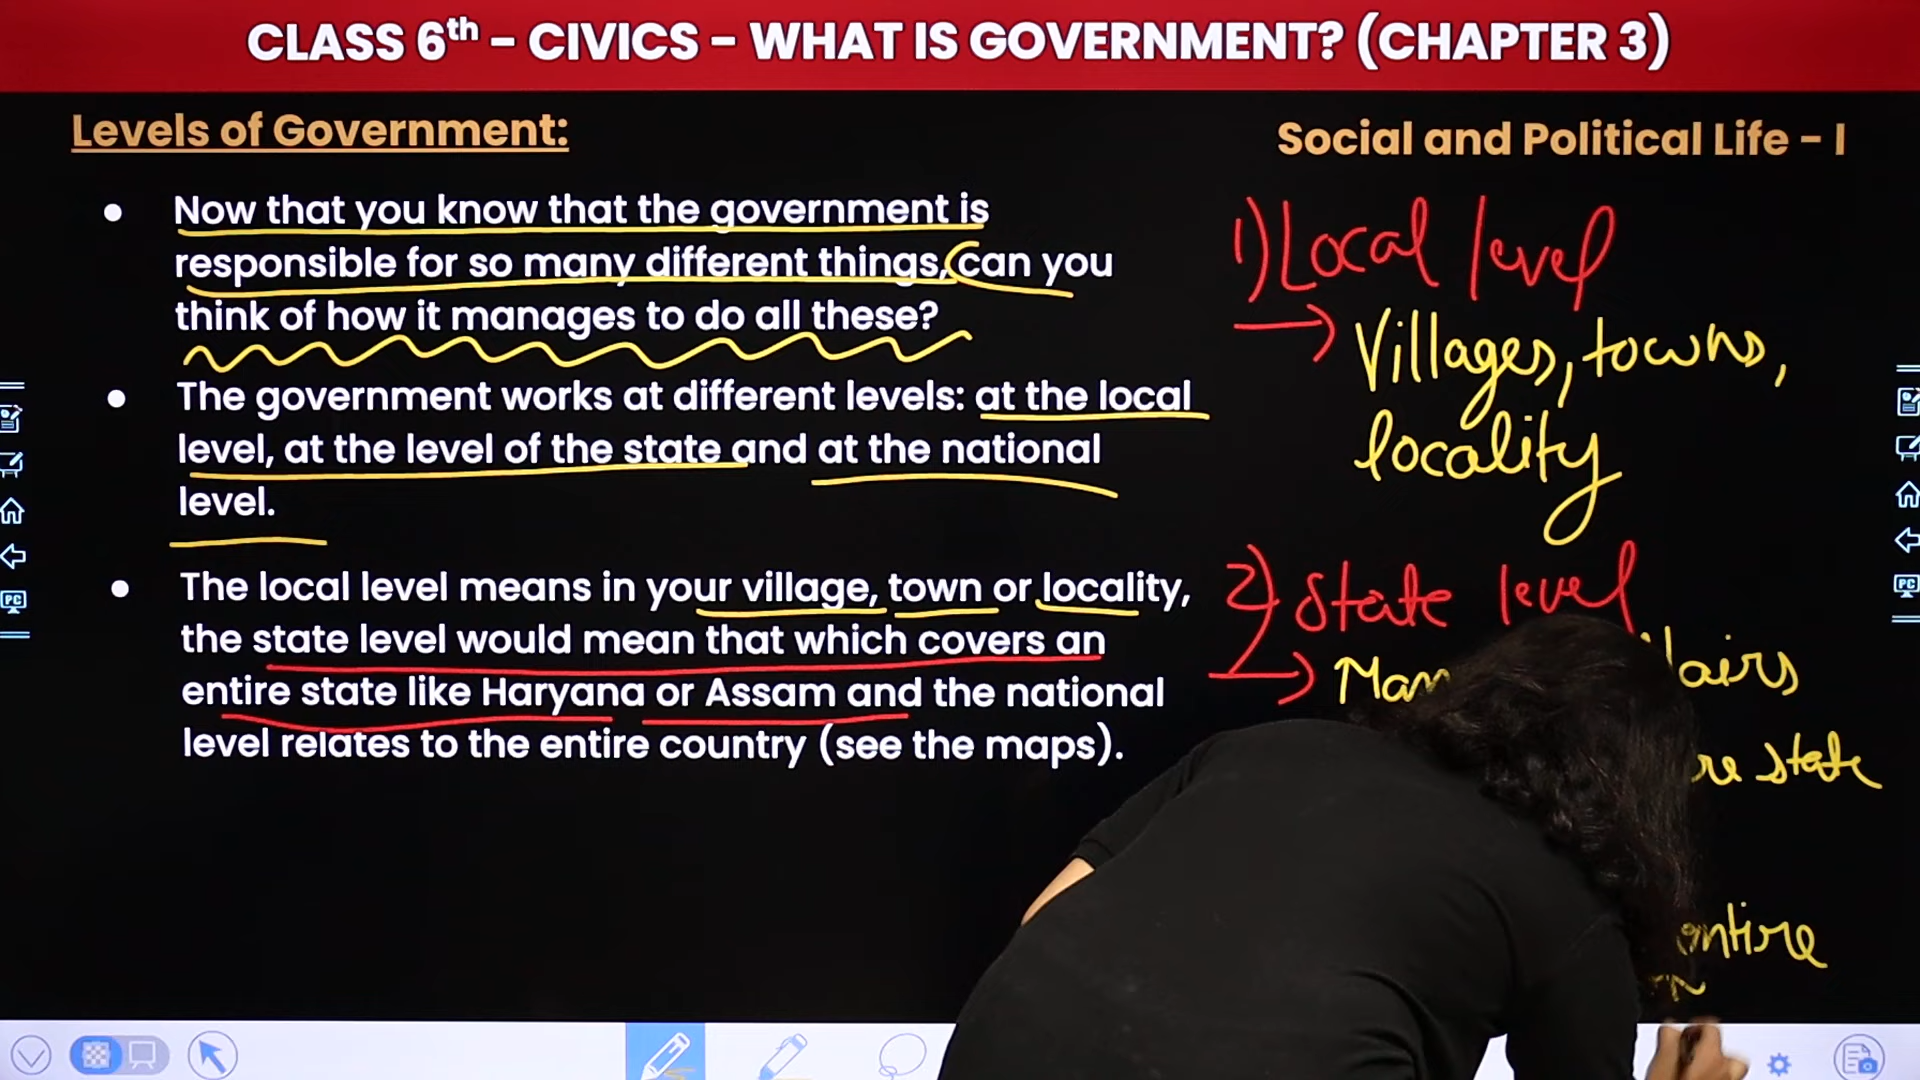 CLASS 6th - CIVICS - WHAT IS GOVERNMENT? (CHAPTER 3)
Levels of Government:
Social and Political Life - I
● Now that you know that the government is
responsible for so many different things, can you
think of how it manages to do all these?
● The government works at different levels: at the local
level, at the level of the state and at the national
level.
● The local level means in your village, town or locality,
the state level would mean that which covers an
entire state like Haryana or Assam and the national
level relates to the entire country (see the maps).
1) Local level
→ Villages, towns,
locality
2) State level
→
state
entire
PC
PC